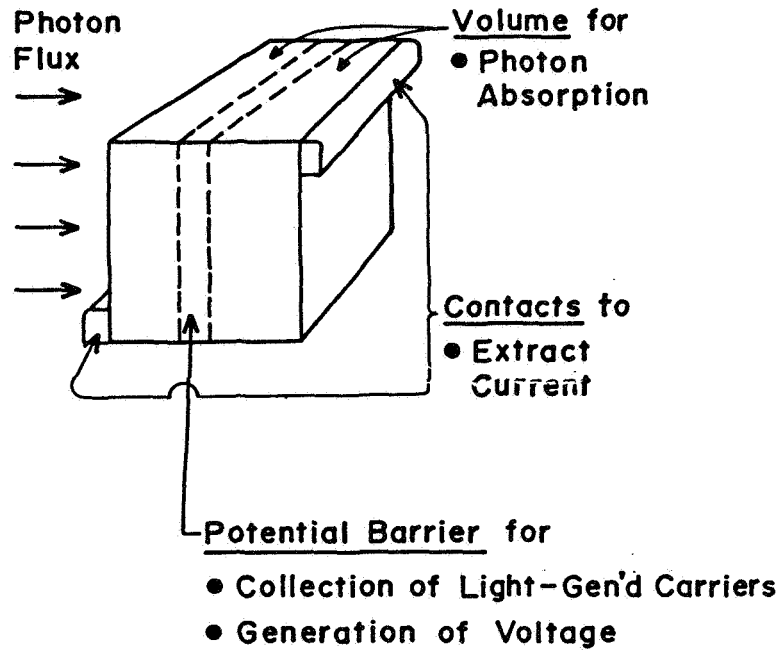 Photon
Flux
Volume for
• Photon
Absorption
Contacts to
• Extract
Current
Potential Barrier for
• Collection of Light-Gen'd Carriers
• Generation of Voltage